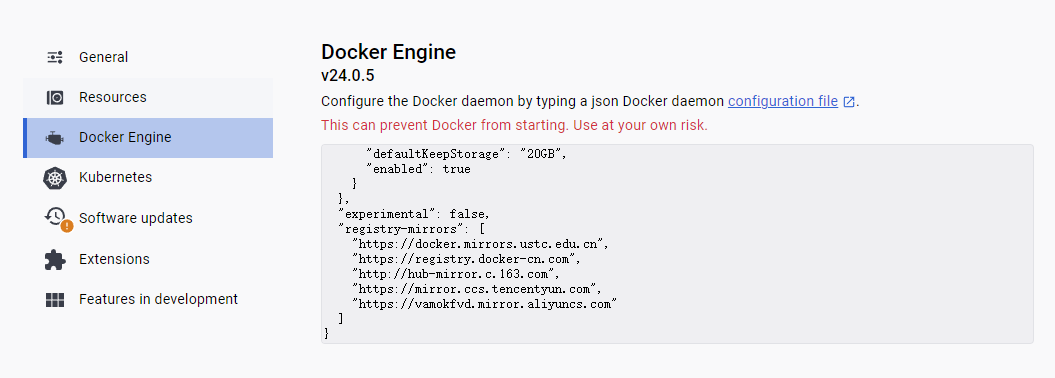 General
Resources
Docker Engine
Kubernetes
Software updates
Extensions
Features in development
Docker Engine
v24.0.5
Configure the Docker daemon by typing a json Docker daemon configuration file.
This can prevent Docker from starting. Use at your own risk.
      "defaultKeepStorage": "20GB",
      "enabled": true
    }
  },
  "experimental": false,
  "registry-mirrors": [
    "https://docker.mirrors.ustc.edu.cn",
    "https://registry.docker-cn.com",
    "http://hub-mirror.c.163.com",
    "https://mirror.ccs.tencentyun.com",
    "https://vamokfvd.mirror.aliyuncs.com"
  ]
}